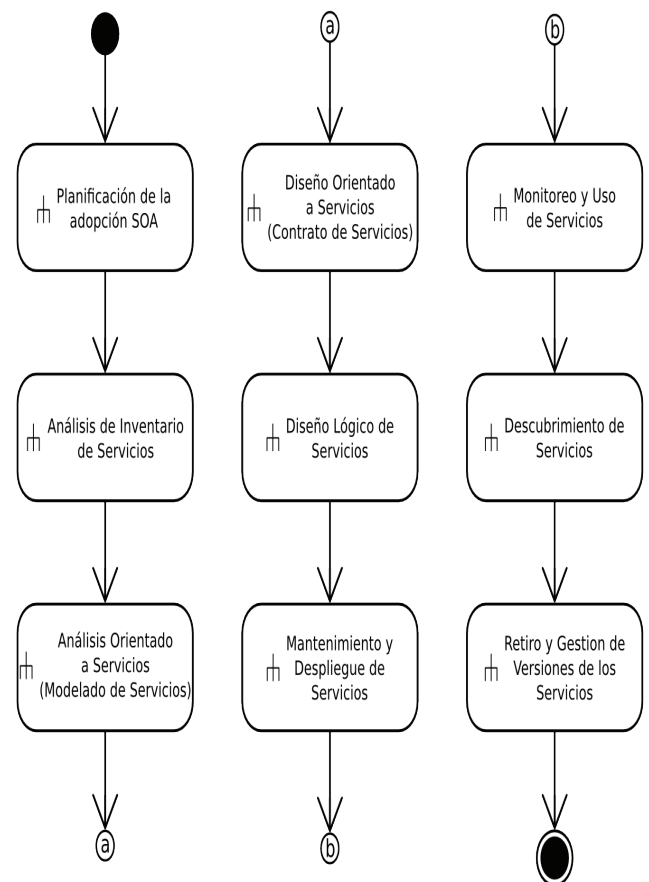 Planificación de la
adopción SOA
Análisis de Inventario
de Servicios
Análisis Orientado
a Servicios
(Modelado de Servicios)
a
a
Diseño Orientado
a Servicios
(Contrato de Servicios)
Diseño Lógico de
Servicios
Mantenimiento y
Despliegue de
Servicios
b
b
Monitoreo y Uso
de Servicios
Descubrimiento de
Servicios
Retiro y Gestion de
Versiones de los
Servicios